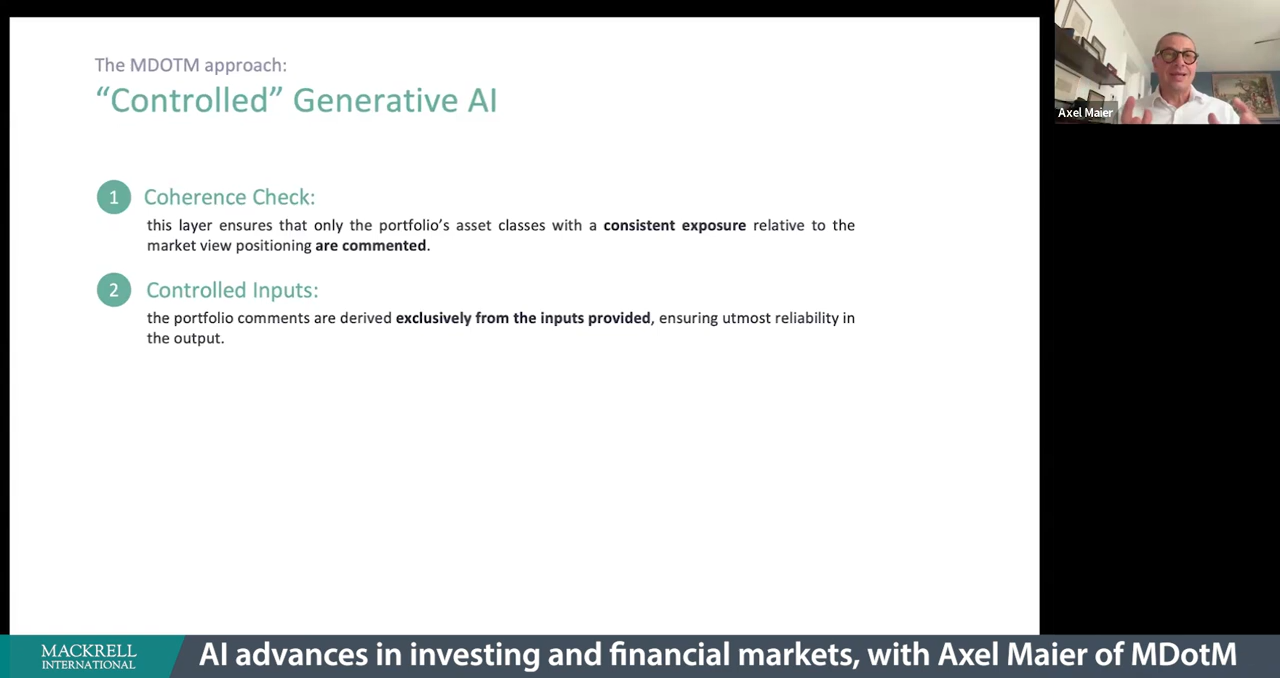 The MDOTM approach:
“Controlled” Generative AI
1 Coherence Check:
this layer ensures that only the portfolio’s asset classes with a consistent exposure relative to the
market view positioning are commented.
2 Controlled Inputs:
the portfolio comments are derived exclusively from the inputs provided, ensuring utmost reliability in
the output.
Axel Maier
MACKRELL
INTERNATIONAL
AI advances in investing and financial markets, with Axel Maier of MDotM